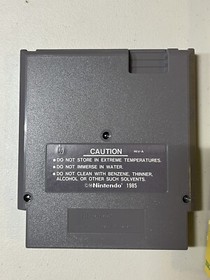 CAUTION
• DO NOT STORE IN EXTREME TEMPERATURES.
• DO NOT IMMERSE IN WATER.
• DO NOT CLEAN WITH BENZENE, THINNER,
ALCOHOL OR OTHER SUCH SOLVENTS.
©Nintendo 1985